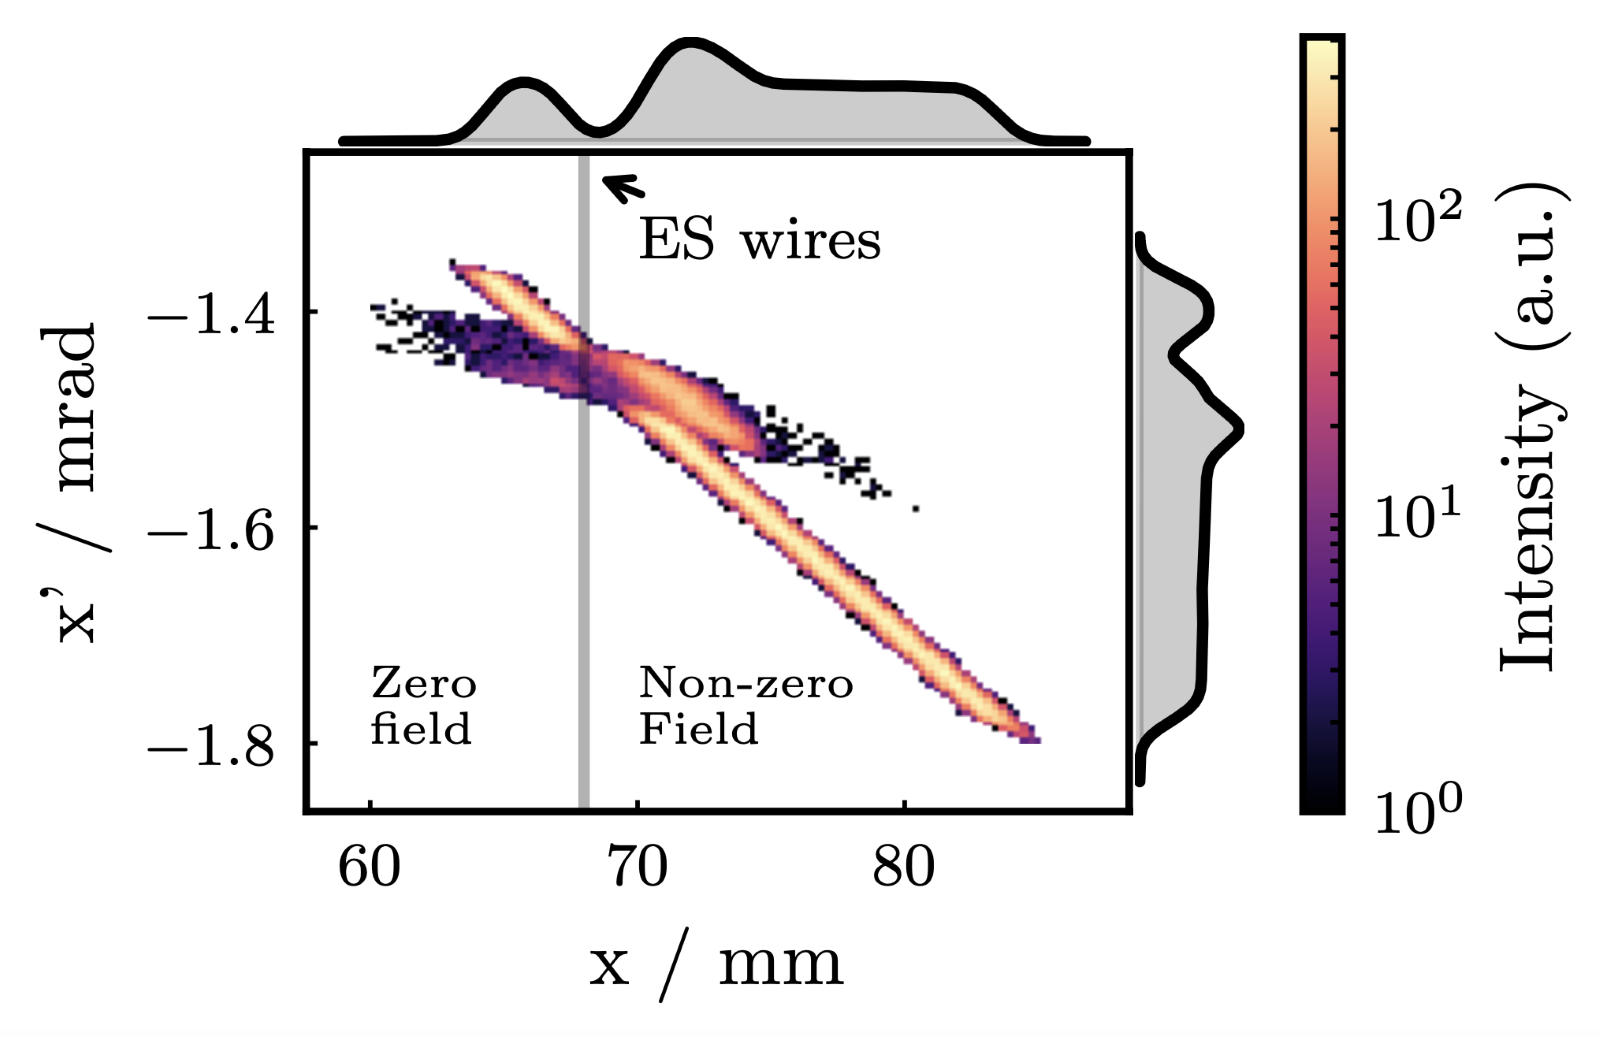 ES wires
−1.4
−1.6
−1.8
x' / mrad
Zero
field
Non-zero
Field
60
70
80
x / mm
10²
10¹
10⁰
Intensity (a.u.)